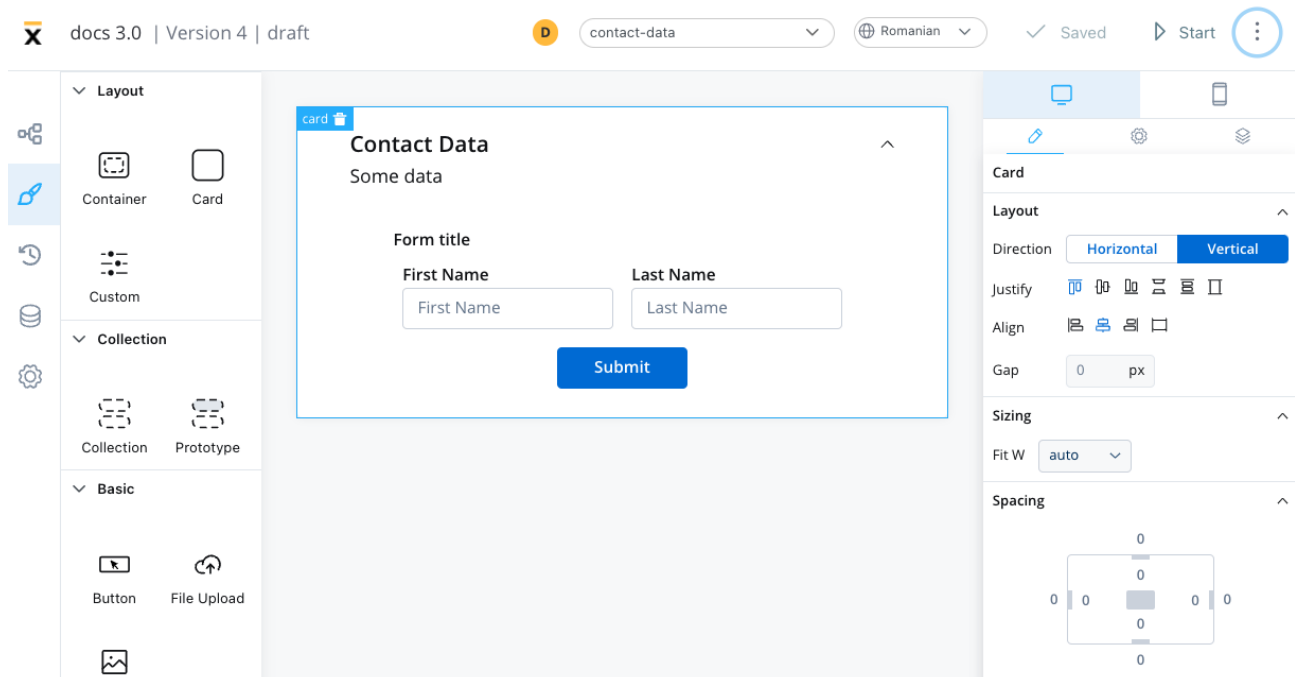 docs 3.0 | Version 4 | draft
D
contact-data
Romanian
Saved
Start
Layout
Container
Card
Custom
Collection
Collection
Prototype
Basic
Button
File Upload
card
Contact Data
Some data
Form title
First Name
Last Name
First Name
Last Name
Submit
Card
Layout
Direction
Horizontal
Vertical
Justify
Align
Gap
0
px
Sizing
Fit W
auto
Spacing
0
0
0
0
0
0
0
0